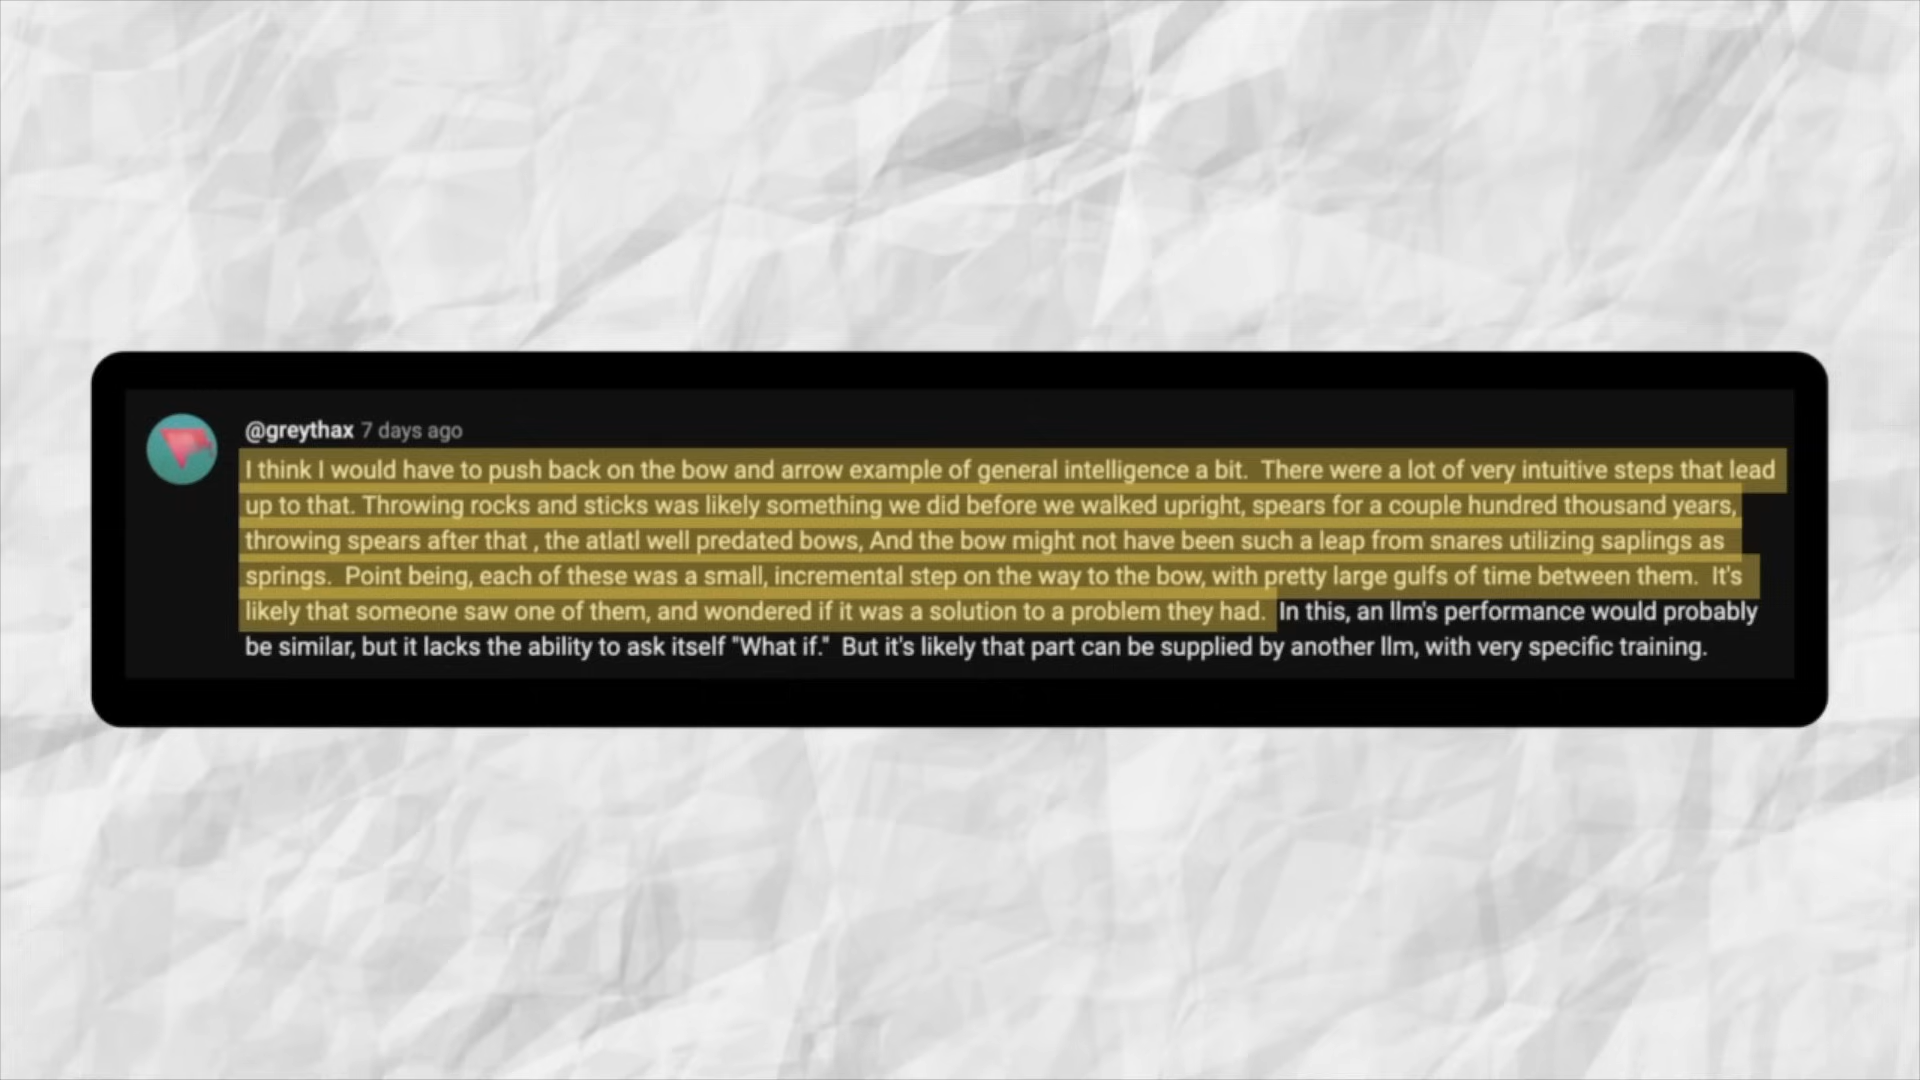 @greythax 7 days ago
I think I would have to push back on the bow and arrow example of general intelligence a bit.  There were a lot of very intuitive steps that lead
up to that. Throwing rocks and sticks was likely something we did before we walked upright, spears for a couple hundred thousand years,
throwing spears after that , the atlatl well predated bows, And the bow might not have been such a leap from snares utilizing saplings as
springs.  Point being, each of these was a small, incremental step on the way to the bow, with pretty large gulfs of time between them.  It's
likely that someone saw one of them, and wondered if it was a solution to a problem they had.  In this, an llm's performance would probably
be similar, but it lacks the ability to ask itself "What if."  But it's likely that part can be supplied by another llm, with very specific training.